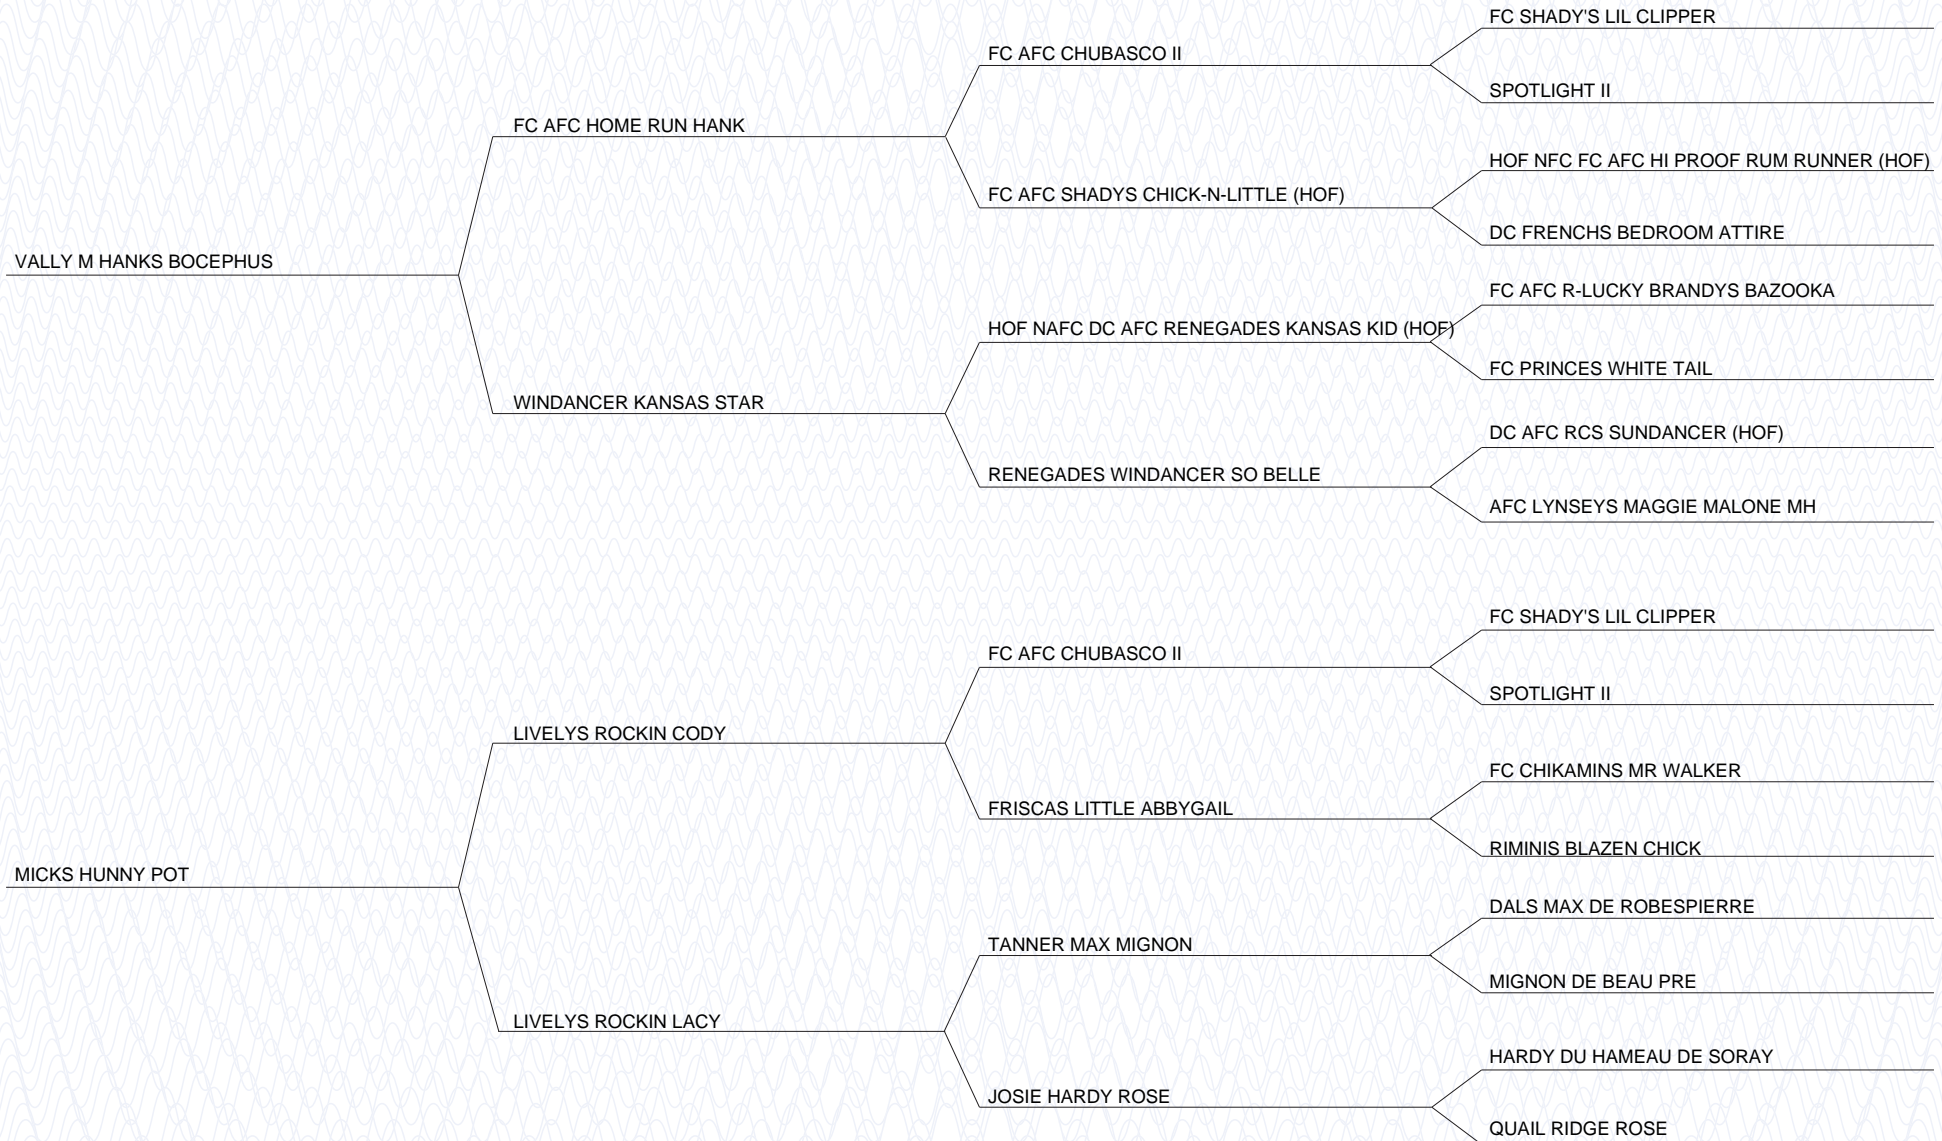 FC SHADY'S LIL CLIPPER
FC AFC CHUBASCO II
SPOTLIGHT II
FC AFC HOME RUN HANK
HOF NFC FC AFC HI PROOF RUM RUNNER (HOF)
FC AFC SHADYS CHICK-N-LITTLE (HOF)
DC FRENCHS BEDROOM ATTIRE
VALLY M HANKS BOCEPHUS
FC AFC R-LUCKY BRANDYS BAZOOKA
HOF NAFC DC AFC RENEGADES KANSAS KID (HOF)
FC PRINCES WHITE TAIL
WINDANCER KANSAS STAR
DC AFC RCS SUNDANCER (HOF)
RENEGADES WINDANCER SO BELLE
AFC LYNSEYS MAGGIE MALONE MH
FC SHADY'S LIL CLIPPER
FC AFC CHUBASCO II
SPOTLIGHT II
LIVELYS ROCKIN CODY
FC CHIKAMINS MR WALKER
FRISCAS LITTLE ABBYGAIL
RIMINIS BLAZEN CHICK
MICKS HUNNY POT
DALS MAX DE ROBESPIERRE
TANNER MAX MIGNON
MIGNON DE BEAU PRE
LIVELYS ROCKIN LACY
HARDY DU HAMEAU DE SORAY
JOSIE HARDY ROSE
QUAIL RIDGE ROSE